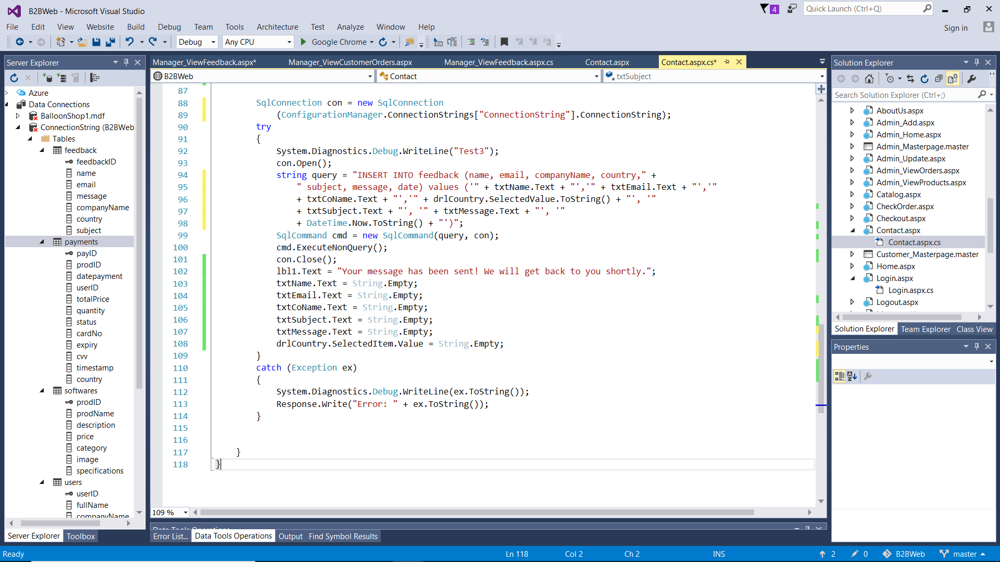 B2BWeb - Microsoft Visual Studio
4
Quick Launch (Ctrl+Q)
File Edit View Website Build Debug Team Tools Architecture Test Analyze Window Help
Sign in
Debug Any CPU Google Chrome
Server Explorer
Azure
Data Connections
BalloonShop1.mdf
ConnectionString (B2BWeb
Tables
feedback
feedbackID
name
email
message
companyName
country
subject
payments
payID
prodID
datepayment
userID
totalPrice
quantity
status
cardNo
expiry
cvv
timestamp
country
softwares
prodID
prodName
description
price
category
image
specifications
users
userID
fullName
companyName
Server Explorer Toolbox
Manager_ViewFeedback.aspx* Manager_ViewCustomerOrders.aspx Manager_ViewFeedback.aspx.cs Contact.aspx Contact.aspx.cs*
B2BWeb Contact txtSubject
87
88 SqlConnection con = new SqlConnection
89 (ConfigurationManager.ConnectionStrings["ConnectionString"].ConnectionString);
90 try
91 {
92 System.Diagnostics.Debug.WriteLine("Test3");
93 con.Open();
94 string query = "INSERT INTO feedback (name, email, companyName, country," +
95 " subject, message, date) values ('" + txtName.Text + "','" + txtEmail.Text + "','"
96 + txtCoName.Text + "','" + drlCountry.SelectedValue.ToString() + "', '"
97 + txtSubject.Text + "', '" + txtMessage.Text + "', '"
98 + DateTime.Now.ToString() + "')";
99 SqlCommand cmd = new SqlCommand(query, con);
100 cmd.ExecuteNonQuery();
101 con.Close();
102 lbl1.Text = "Your message has been sent! We will get back to you shortly.";
103 txtName.Text = String.Empty;
104 txtEmail.Text = String.Empty;
105 txtCoName.Text = String.Empty;
106 txtSubject.Text = String.Empty;
107 txtMessage.Text = String.Empty;
108 drlCountry.SelectedItem.Value = String.Empty;
109 }
110 catch (Exception ex)
111 {
112 System.Diagnostics.Debug.WriteLine(ex.ToString());
113 Response.Write("Error: " + ex.ToString());
114 }
115
116
117 }
118 }
109 %
Data Tools Operations
Error List... Data Tools Operations Output Find Symbol Results
Solution Explorer
Search Solution Explorer (Ctrl+;)
AboutUs.aspx
Admin_Add.aspx
Admin_Home.aspx
Admin_Masterpage.master
Admin_Update.aspx
Admin_ViewOrders.aspx
Admin_ViewProducts.aspx
Catalog.aspx
CheckOrder.aspx
Checkout.aspx
Contact.aspx
Contact.aspx.cs
Customer_Masterpage.master
Home.aspx
Login.aspx
Login.aspx.cs
Logout.aspx
Solution Explorer Team Explorer Class View
Properties
Ready Ln 118 Col 2 Ch 2 INS 2 0 B2BWeb master